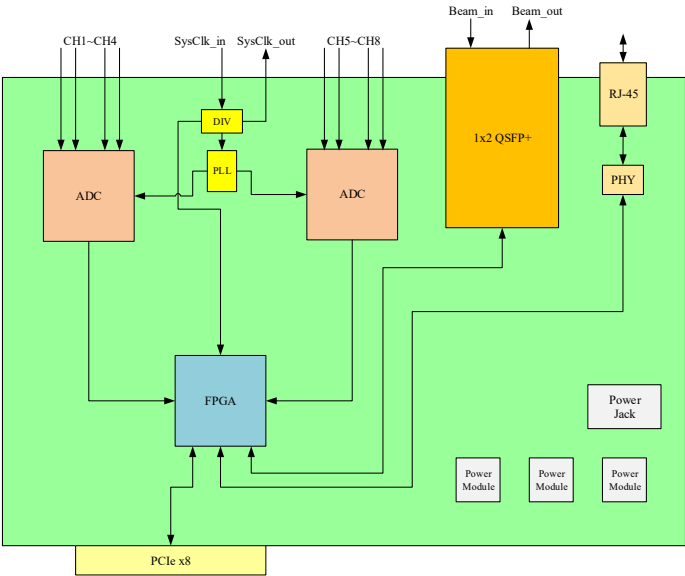 Beam_in
Beam_out
CH1~CH4
SysClk_in
SysClk_out
CH5~CH8
RJ-45
DIV
1x2 QSFP+
PLL
PHY
ADC
ADC
FPGA
Power
Jack
Power
Module
Power
Module
Power
Module
PCIe x8